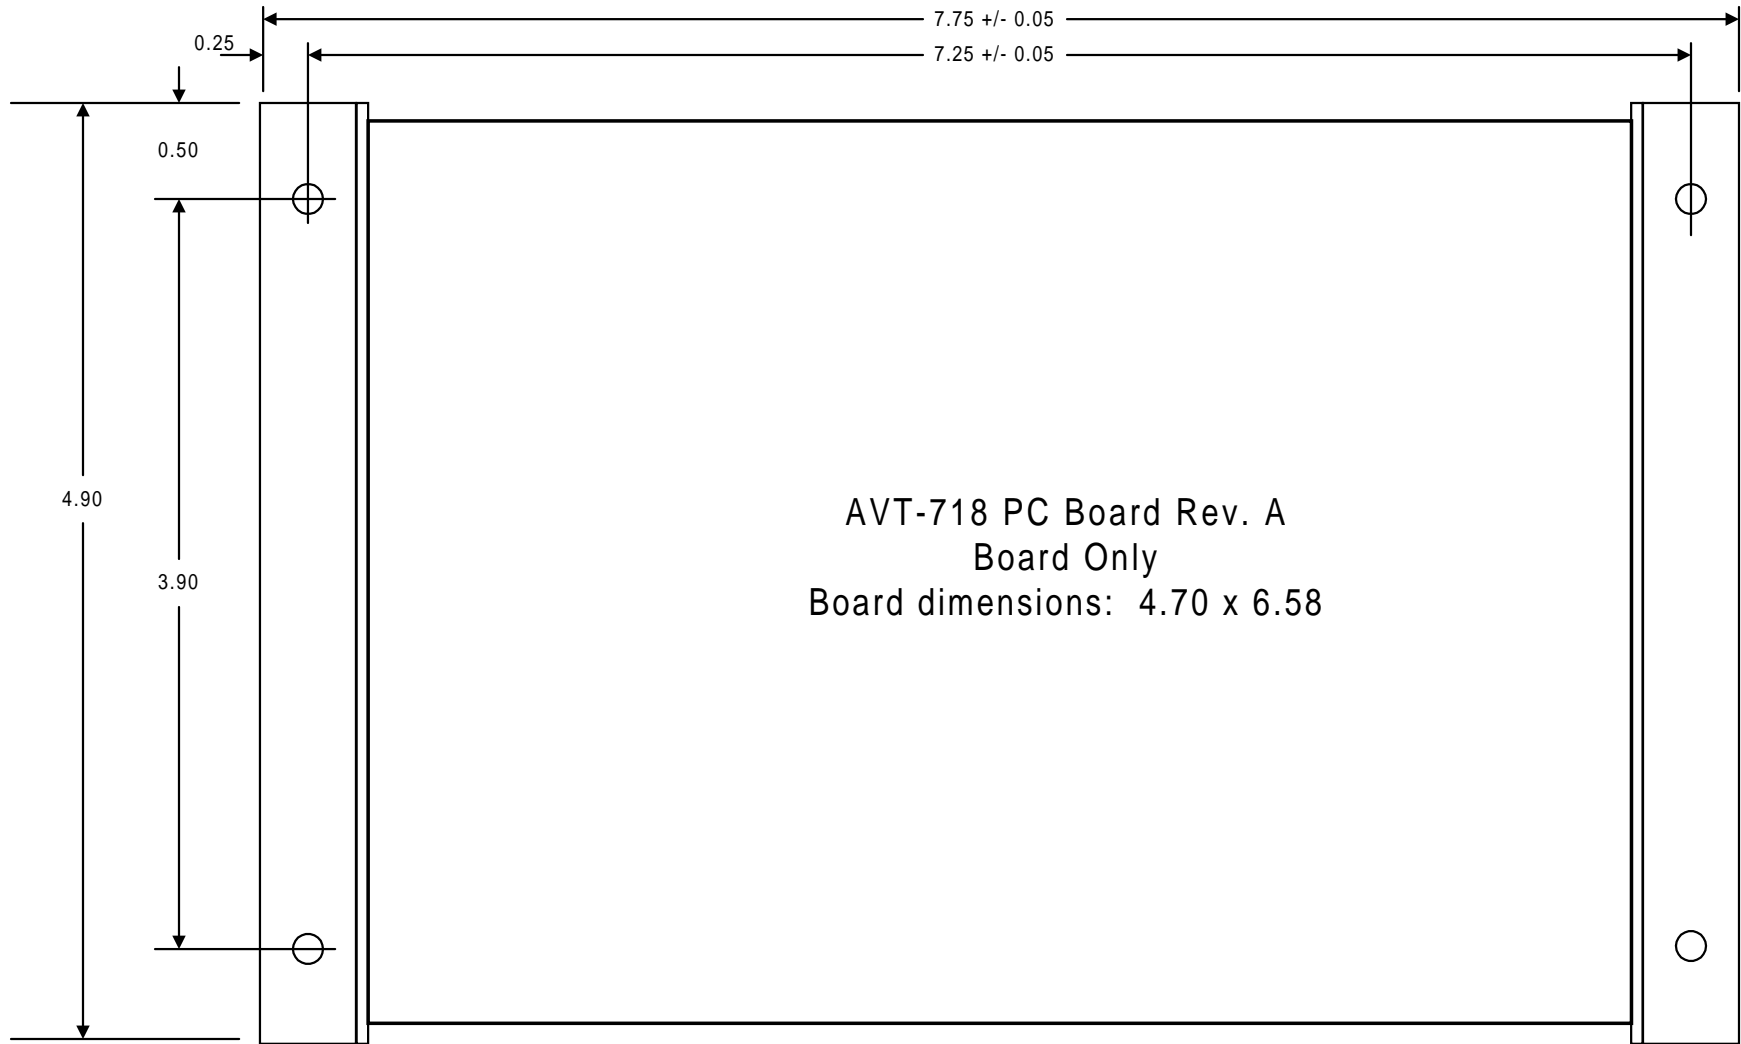 7.75 +/- 0.05
0.25
7.25 +/- 0.05
0.50
4.90
3.90
AVT-718 PC Board Rev. A
Board Only
Board dimensions:  4.70 x 6.58